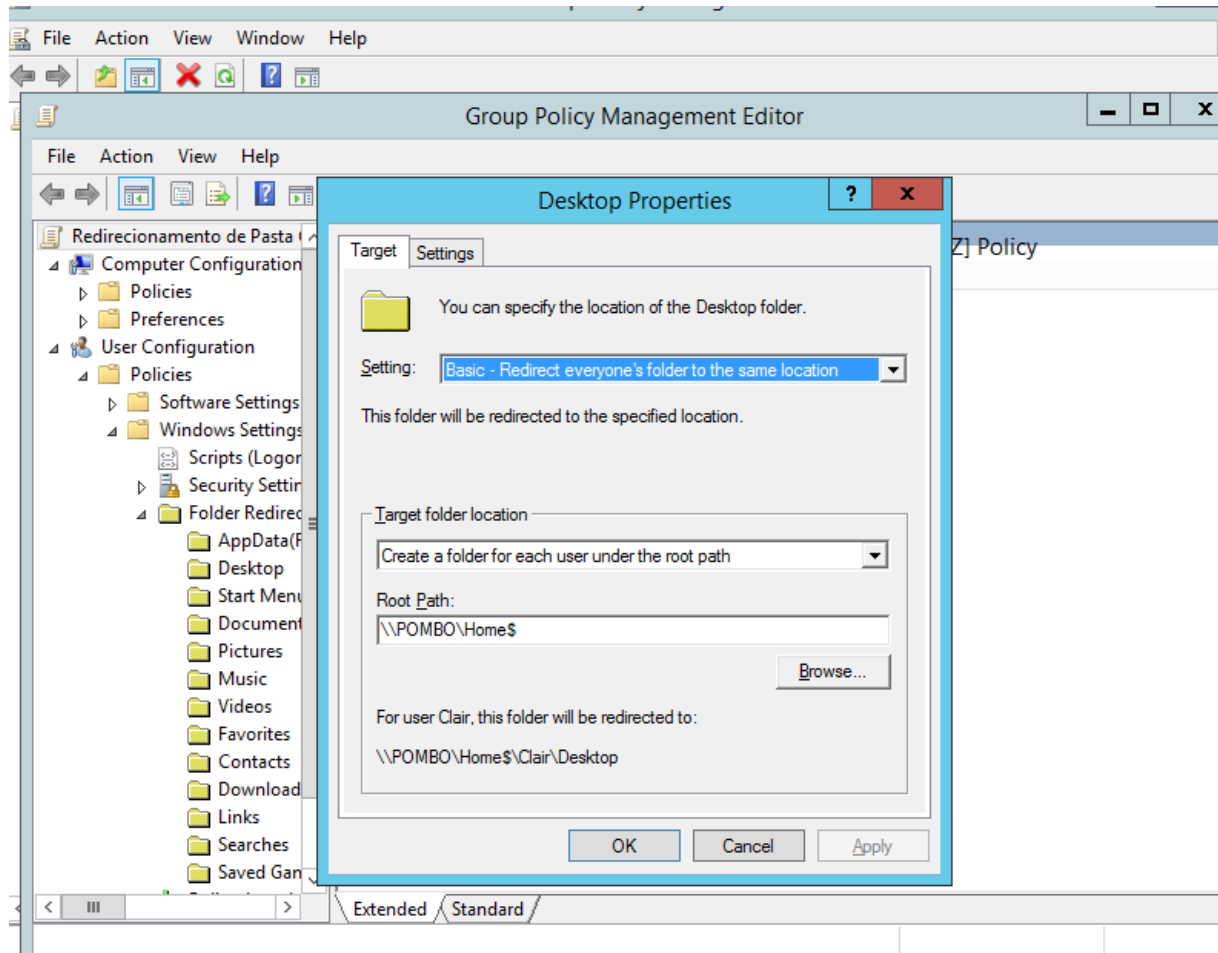 File Action View Window Help
Group Policy Management Editor
File Action View Help
Desktop Properties
Redirecionamento de Pasta
Z] Policy
Computer Configuration
Policies
Preferences
User Configuration
Policies
Software Settings
Windows Settings
Scripts (Logor
Security Settin
Folder Redirec
AppData(F
Desktop
Start Menu
Document
Pictures
Music
Videos
Favorites
Contacts
Download
Links
Searches
Saved Gan
Target Settings
You can specify the location of the Desktop folder.
Setting: Basic - Redirect everyone's folder to the same location
This folder will be redirected to the specified location.
Target folder location
Create a folder for each user under the root path
Root Path:
\\POMBO\Home$
Browse...
For user Clair, this folder will be redirected to:
\\POMBO\Home$\Clair\Desktop
OK Cancel Apply
Extended Standard